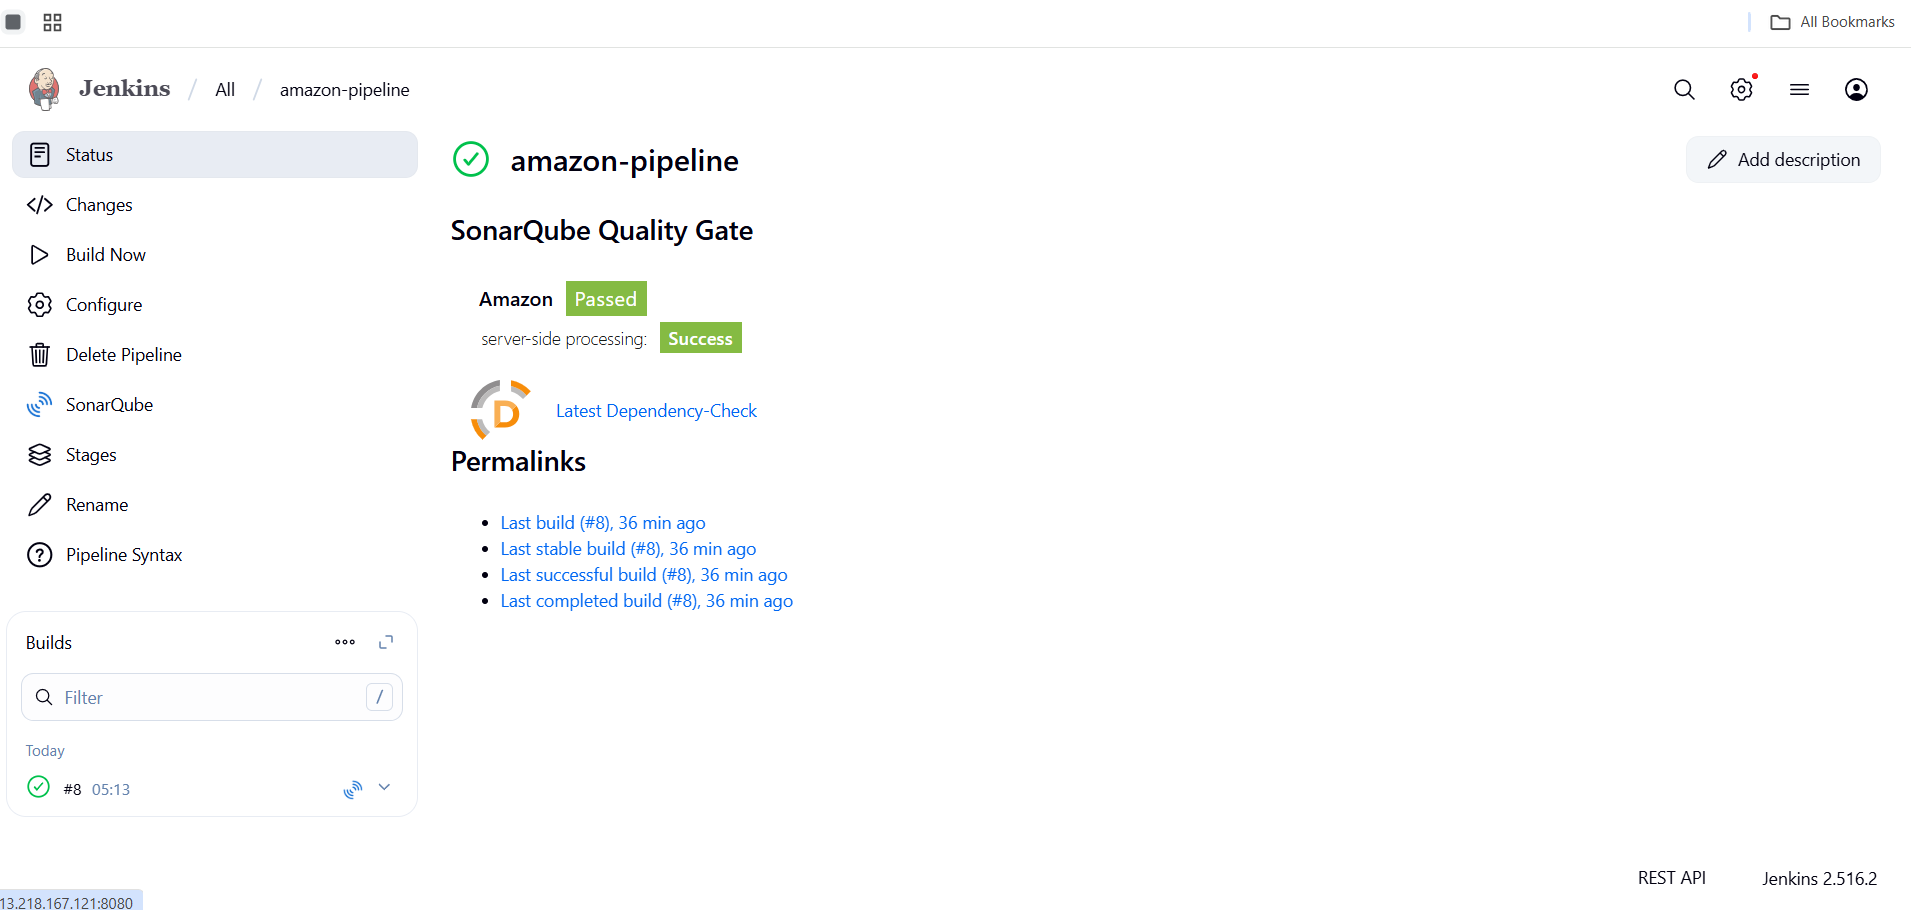 All Bookmarks
Jenkins / All / amazon-pipeline
Status
Changes
Build Now
Configure
Delete Pipeline
SonarQube
Stages
Rename
Pipeline Syntax
Builds
Filter /
Today
#8 05:13
amazon-pipeline
Add description
SonarQube Quality Gate
Amazon Passed
server-side processing: Success
D Latest Dependency-Check
Permalinks
• Last build (#8), 36 min ago
• Last stable build (#8), 36 min ago
• Last successful build (#8), 36 min ago
• Last completed build (#8), 36 min ago
REST API Jenkins 2.516.2
13.218.167.121:8080